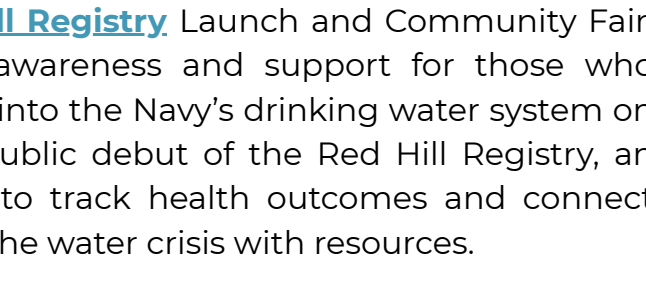 ll Registry Launch and Community Fair
awareness and support for those who
into the Navy's drinking water system on
ublic debut of the Red Hill Registry, an
to track health outcomes and connect
he water crisis with resources.